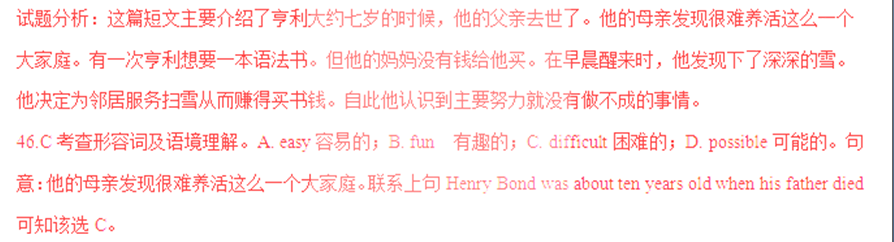 试题分析：这篇短文主要介绍了亨利大约七岁的时候，他的父亲去世了。他的母亲发现很难养活这么一个
大家庭。有一次亨利想要一本语法书。但他的妈妈没有钱给他买。在早晨醒来时，他发现下了深深的雪。
他决定为邻居服务扫雪从而赚得买书钱。自此他认识到主要努力就没有做不成的事情。
46.C 考查形容词及语境理解。A. easy 容易的；B. fun 有趣的；C. difficult 困难的；D. possible 可能的。句
意：他的母亲发现很难养活这么一个大家庭。联系上句 Henry Bond was about ten years old when his father died
可知该选 C。